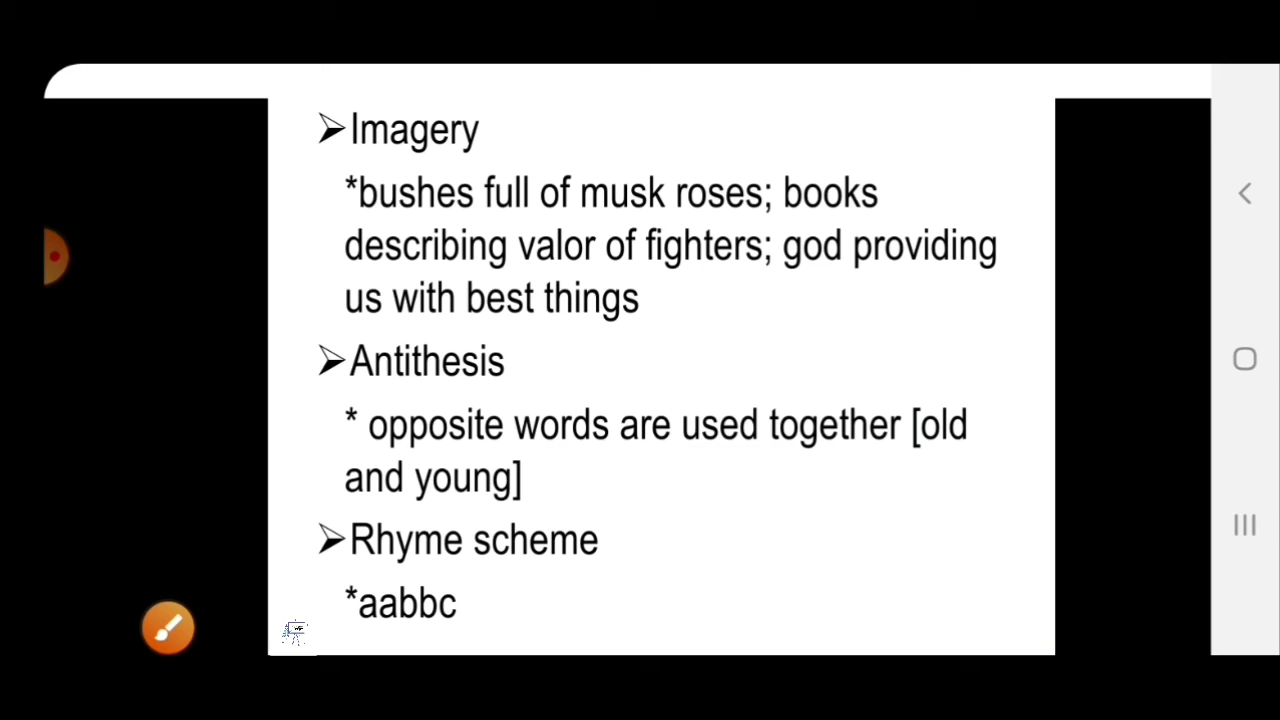 ➢Imagery
*bushes full of musk roses; books
describing valor of fighters; god providing
us with best things
➢Antithesis
* opposite words are used together [old
and young]
➢Rhyme scheme
*aabbc